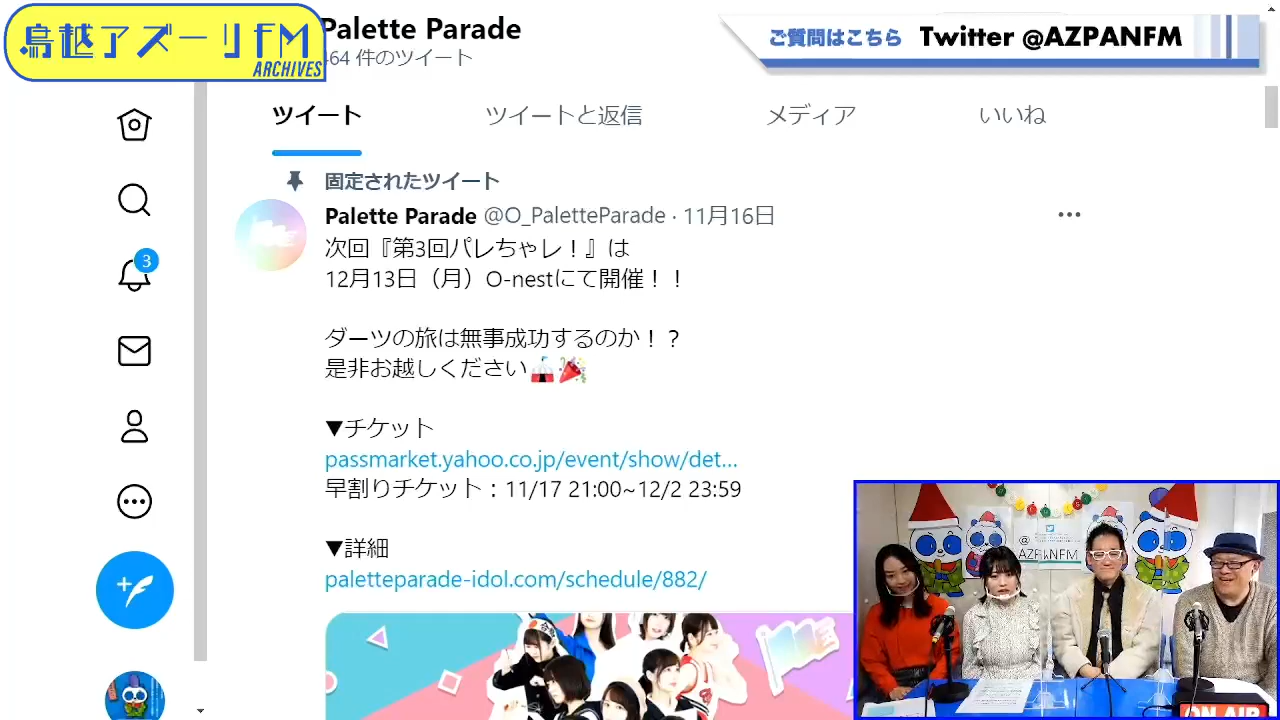 鳥越アズーリFM
ARCHIVES
Palette Parade
464 件のツイート
ご質問はこちら Twitter @AZPANFM
ツイート
ツイートと返信
メディア
いいね
固定されたツイート
Palette Parade @O_PaletteParade · 11月16日
次回『第3回パレちゃレ！』は
12月13日（月）O-nestにて開催！！
ダーツの旅は無事成功するのか！？
是非お越しください
▼チケット
passmarket.yahoo.co.jp/event/show/det...
早割りチケット：11/17 21:00~12/2 23:59
▼詳細
paletteparade-idol.com/schedule/882/
3
合格
@
AZPANFM
ON AIR